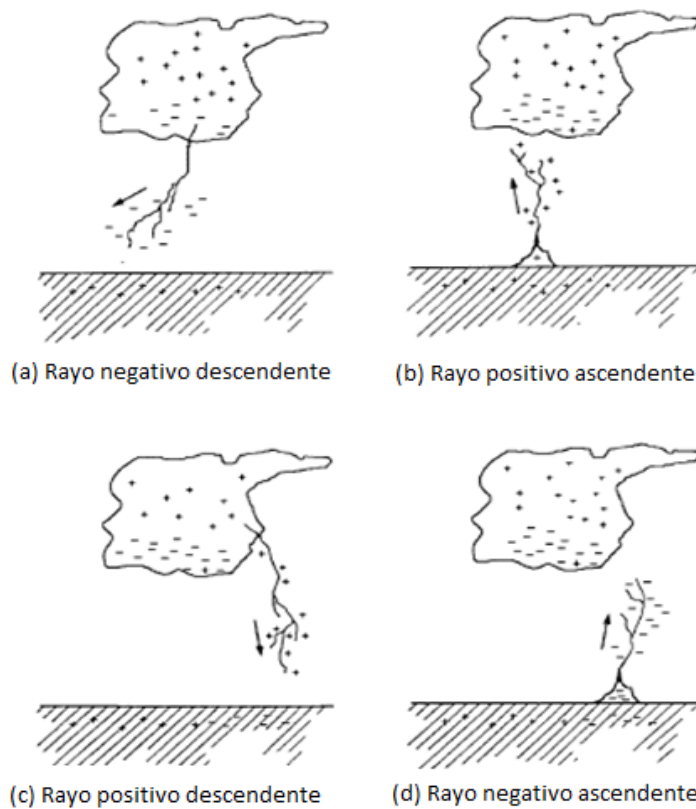 (a) Rayo negativo descendente
(b) Rayo positivo ascendente
(c) Rayo positivo descendente
(d) Rayo negativo ascendente